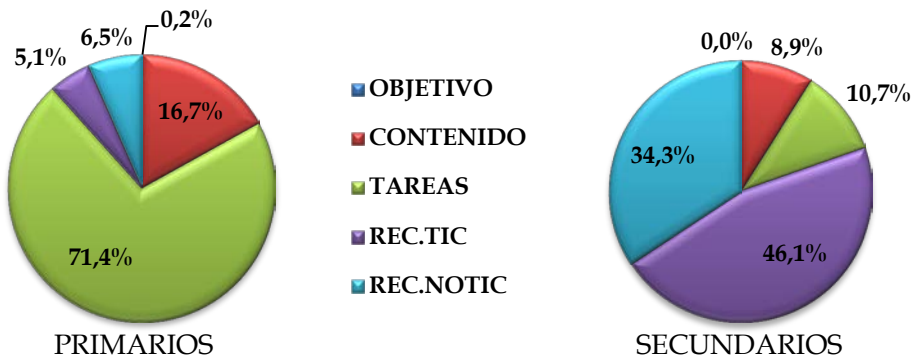 0,2%
6,5%
5,1%
16,7%
71,4%
PRIMARIOS
OBJETIVO
CONTENIDO
TAREAS
REC.TIC
REC.NOTIC
0,0%
8,9%
10,7%
34,3%
46,1%
SECUNDARIOS